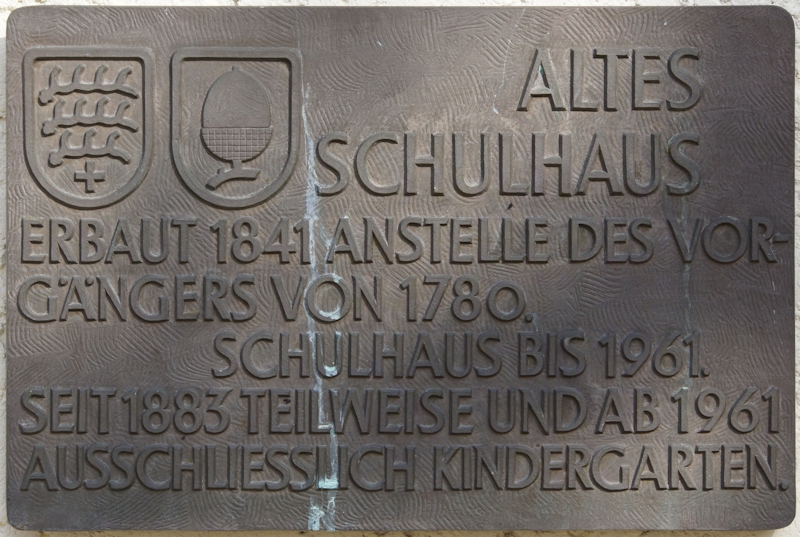 ALTES
SCHULHAUS
ERBAUT 1841 ANSTELLE DES VOR-
GÄNGERS VON 1780.
SCHULHAUS BIS 1961.
SEIT 1883 TEILWEISE UND AB 1961
AUSSCHLIESSLICH KINDERGARTEN.